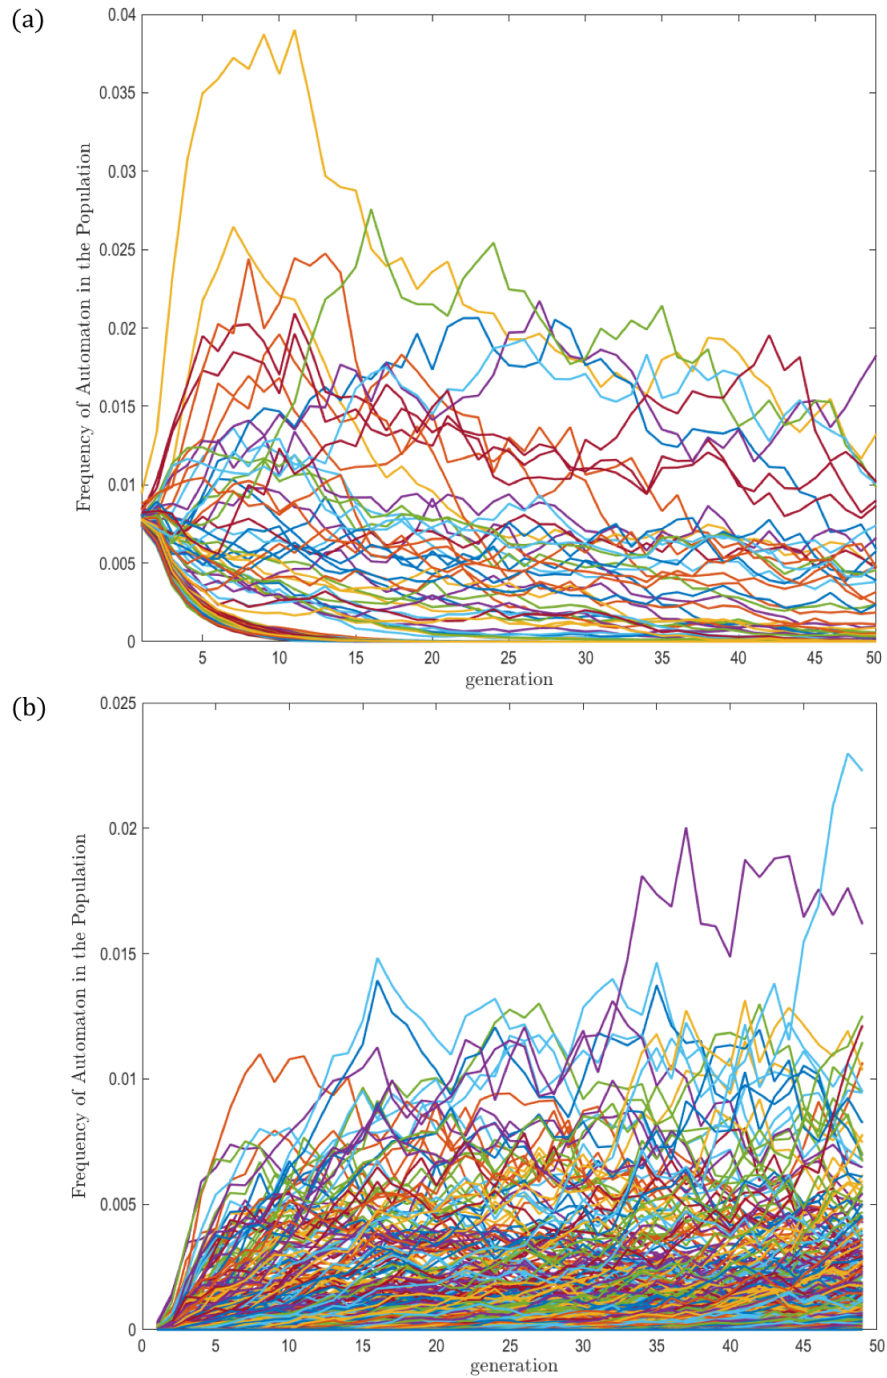 (a)
0.04
0.035
0.03
0.025
0.02
0.015
0.01
0.005
0
Frequency of Automaton in the Population
5 10 15 20 25 30 35 40 45 50
generation
(b)
0.025
0.02
0.015
0.01
0.005
0
Frequency of Automaton in the Population
0 5 10 15 20 25 30 35 40 45 50
generation